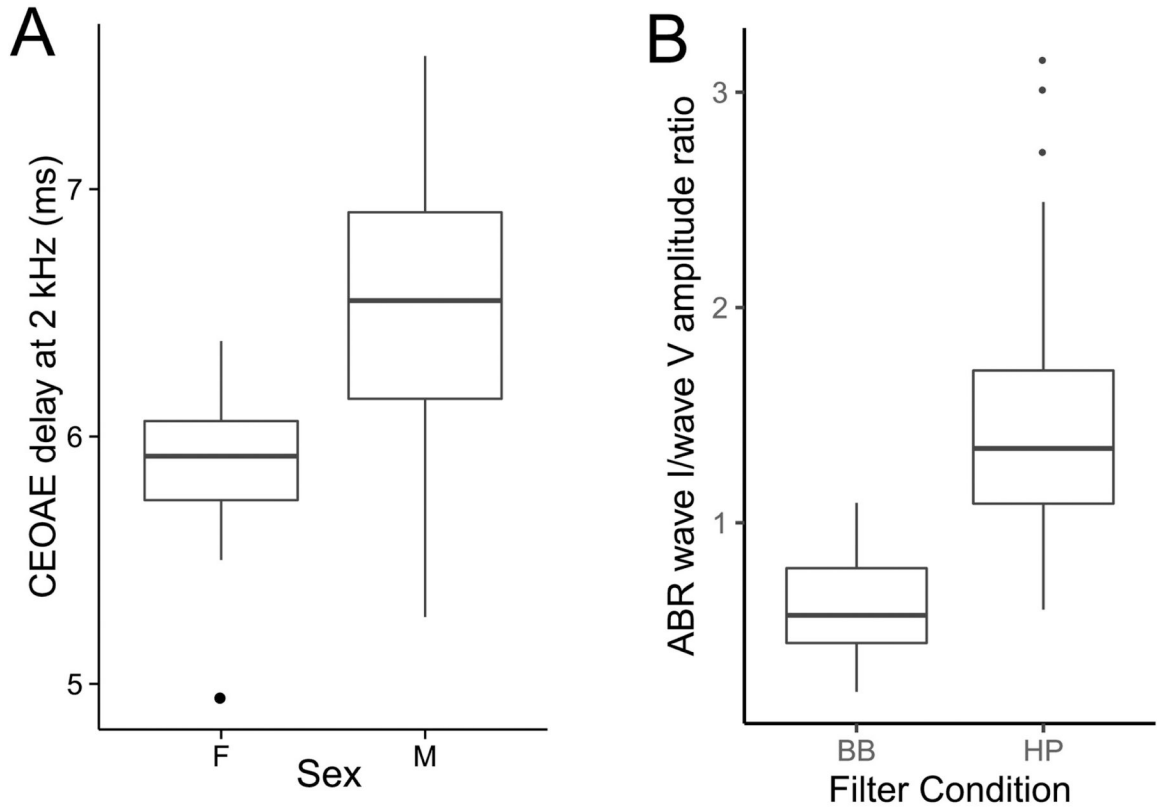 A
CEOAE delay at 2 kHz (ms)
7
6
5
F
M
Sex
B
ABR wave I/wave V amplitude ratio
3
2
1
BB
HP
Filter Condition